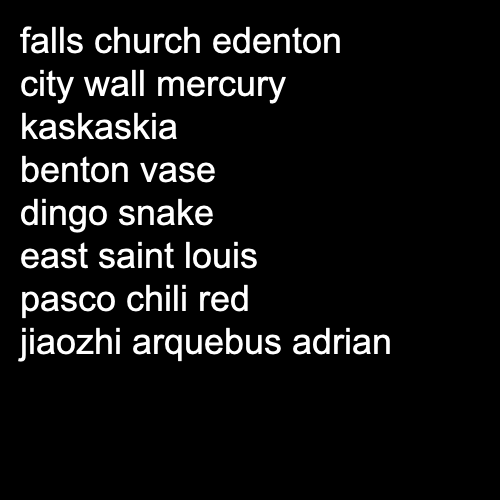 falls church edenton
city wall mercury
kaskaskia
benton vase
dingo snake
east saint louis
pasco chili red
jiaozhi arquebus adrian